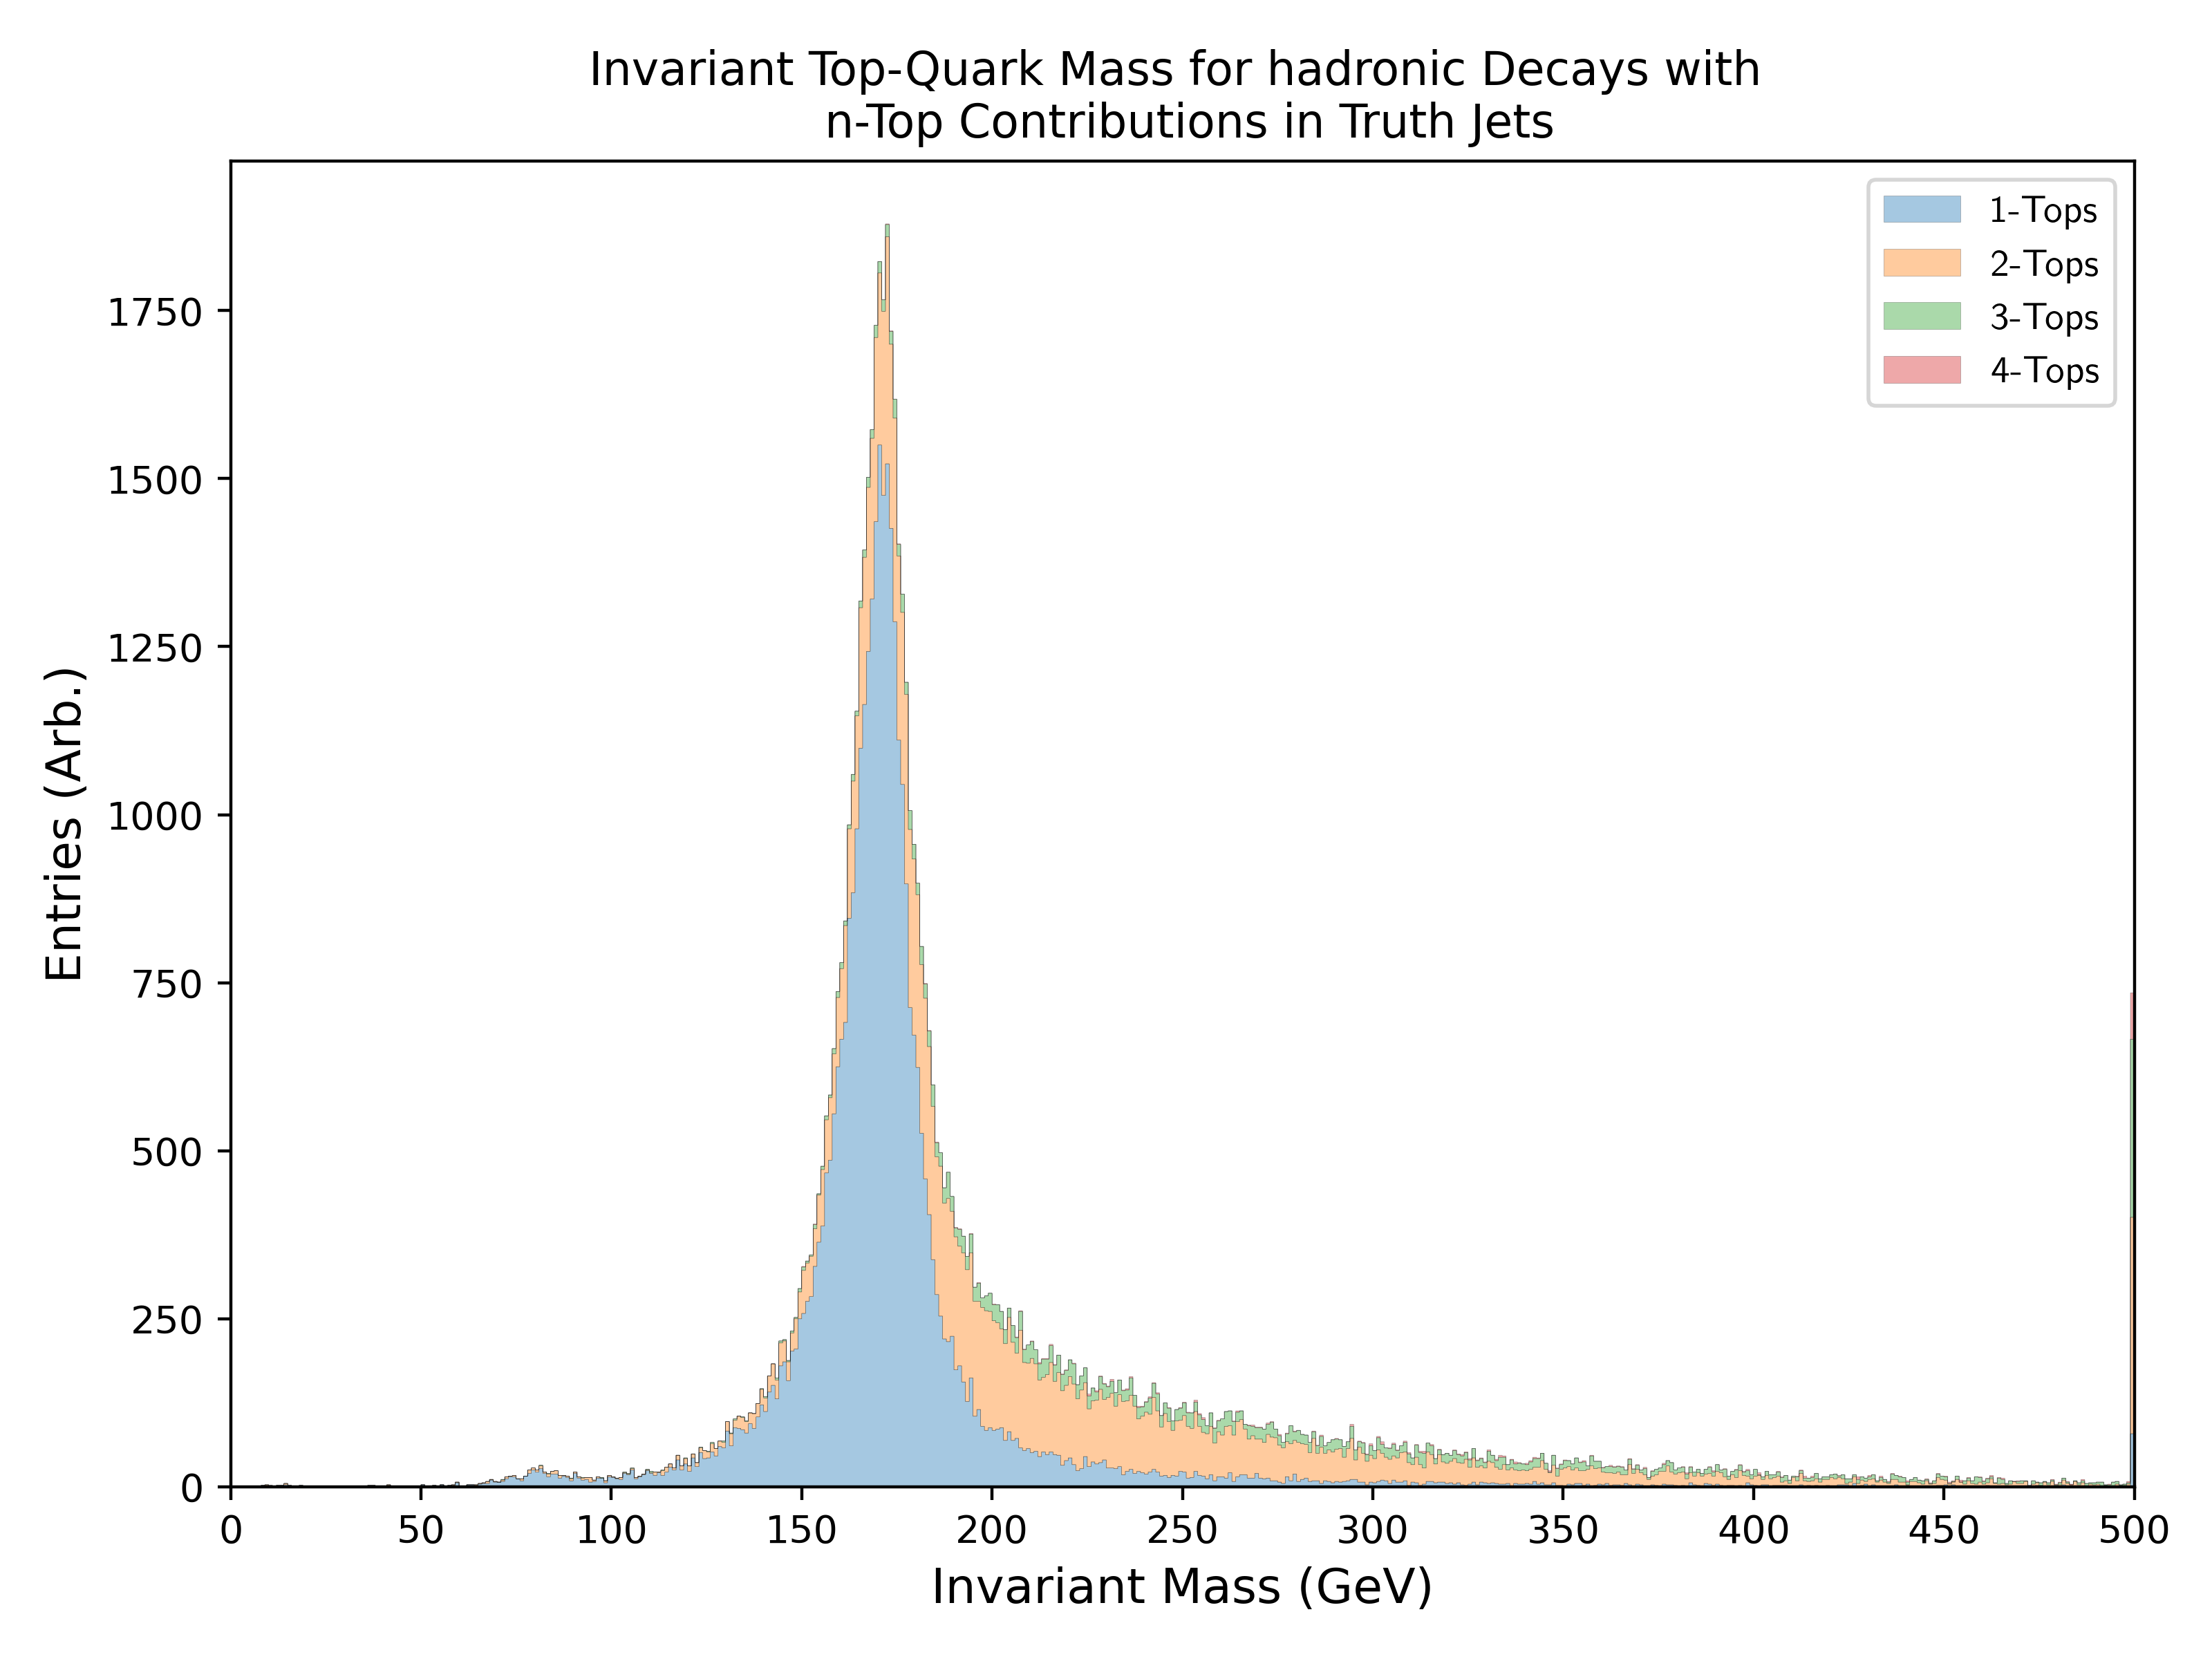 Invariant Top-Quark Mass for hadronic Decays with
n-Top Contributions in Truth Jets
1-Tops
2-Tops
3-Tops
4-Tops
Entries (Arb.)
1750
1500
1250
1000
750
500
250
0
0 50 100 150 200 250 300 350 400 450 500
Invariant Mass (GeV)